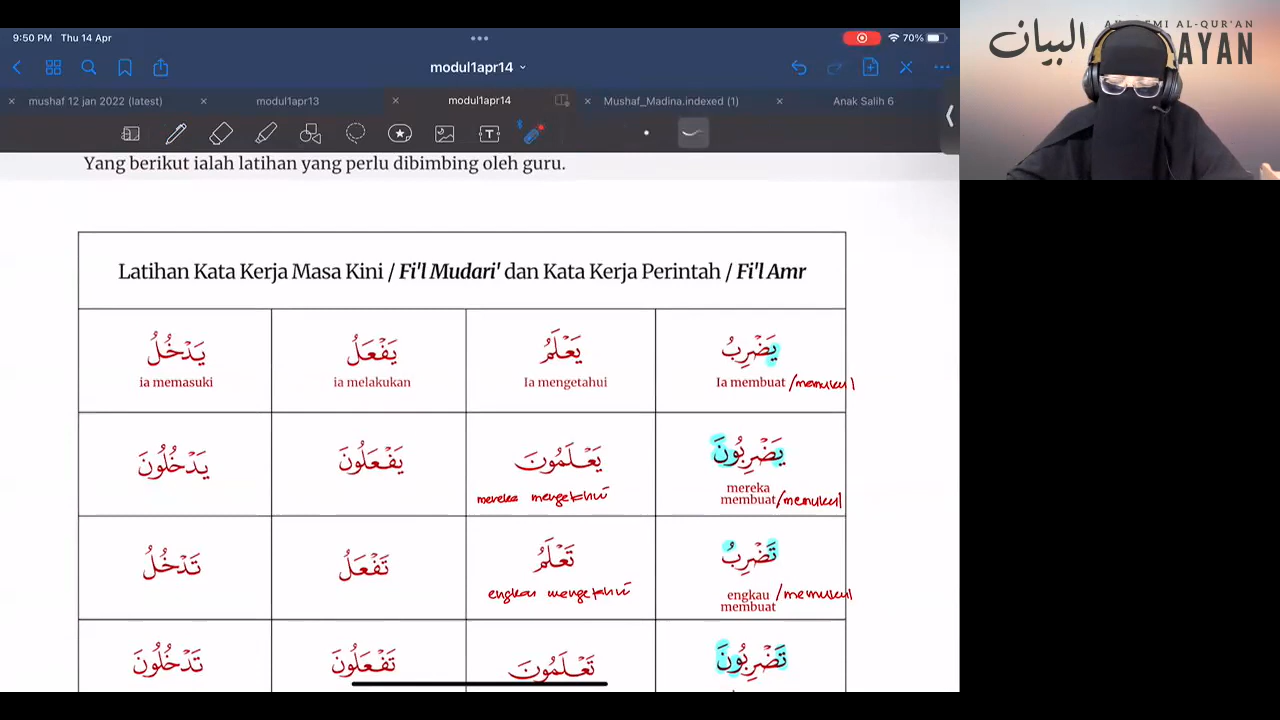 9:50 PM Thu 14 Apr
70%
modul1apr14
mushaf 12 jan 2022 (latest)
modul1apr13
modul1apr14
Mushaf_Madina.indexed (1)
Anak Salih 6
البيان
AL-QUR'AN
AYAN
Yang berikut ialah latihan yang perlu dibimbing oleh guru.
Latihan Kata Kerja Masa Kini / Fi'l Mudari' dan Kata Kerja Perintah / Fi'l Amr
يَضْرِبُ يَعْلَمُ يَفْعَلُ يَدْخُلُ
ia memasuki ia melakukan Ia mengetahui Ia membuat /memukul
يَضْرِبُونَ يَعْلَمُونَ يَفْعَلُونَ يَدْخُلُونَ
mereka mengetahui mereka
membuat /memukul
تَضْرِبُ تَعْلَمُ تَفْعَلُ تَدْخُلُ
engkau mengetahui engkau /memukul
membuat
تَضْرِبُونَ تَعْلَمُونَ تَفْعَلُونَ تَدْخُلُونَ